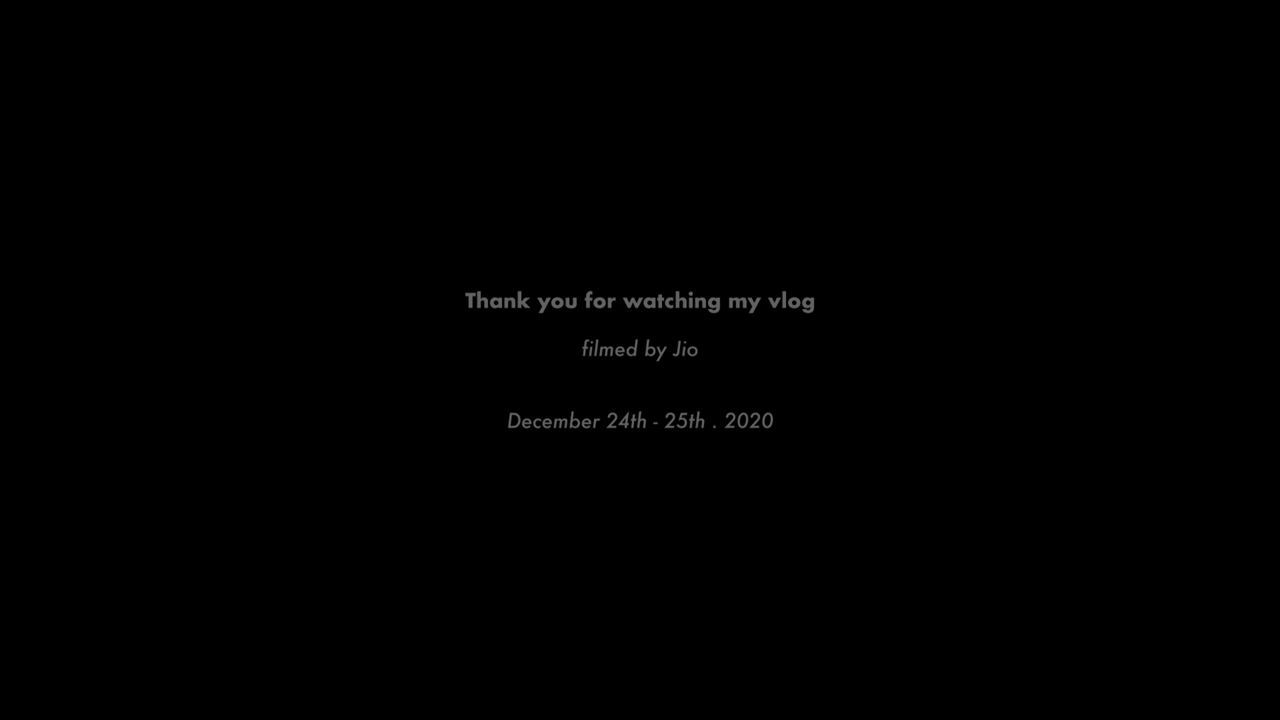 Thank you for watching my vlog
filmed by Jio
December 24th - 25th . 2020